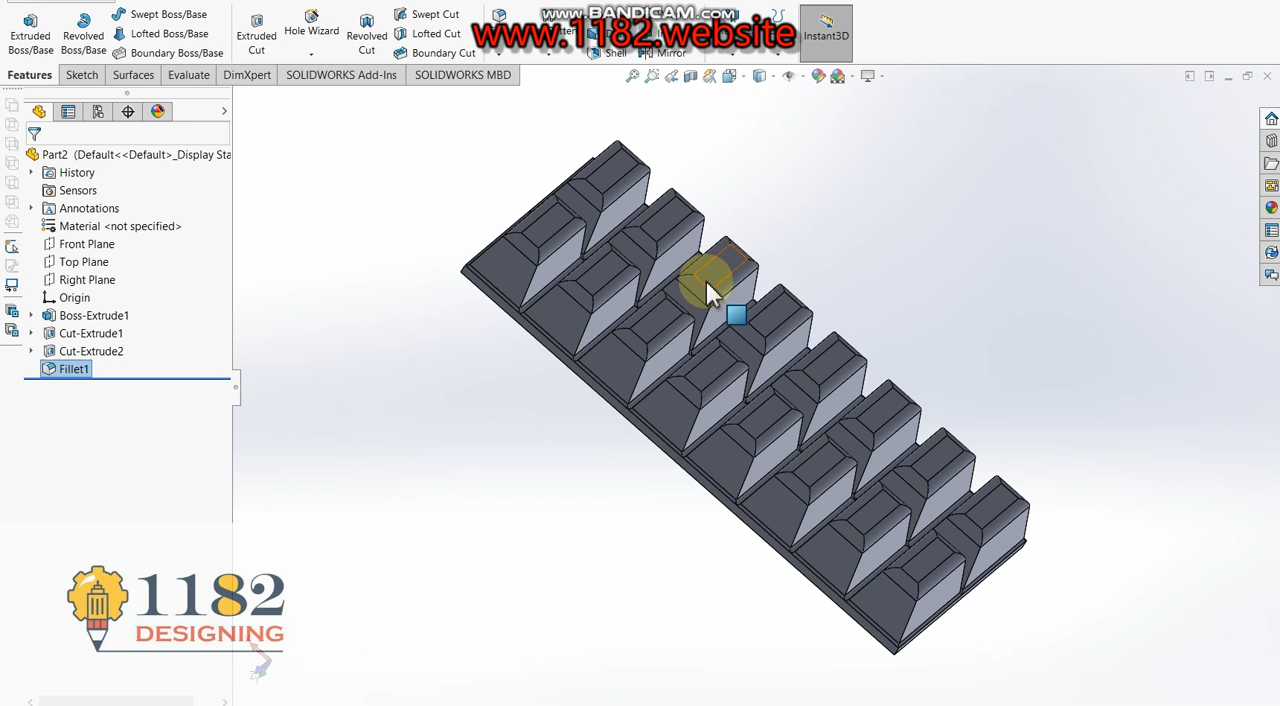 www.BANDICAM.com
www.1182.website
Extruded Boss/Base
Revolved Boss/Base
Swept Boss/Base
Lofted Boss/Base
Boundary Boss/Base
Extruded Cut
Hole Wizard
Revolved Cut
Swept Cut
Lofted Cut
Boundary Cut
Shell
Mirror
Instant3D
Features
Sketch
Surfaces
Evaluate
DimXpert
SOLIDWORKS Add-Ins
SOLIDWORKS MBD
Part2 (Default<<Default>_Display Sta
History
Sensors
Annotations
Material <not specified>
Front Plane
Top Plane
Right Plane
Origin
Boss-Extrude1
Cut-Extrude1
Cut-Extrude2
Fillet1
1182
DESIGNING